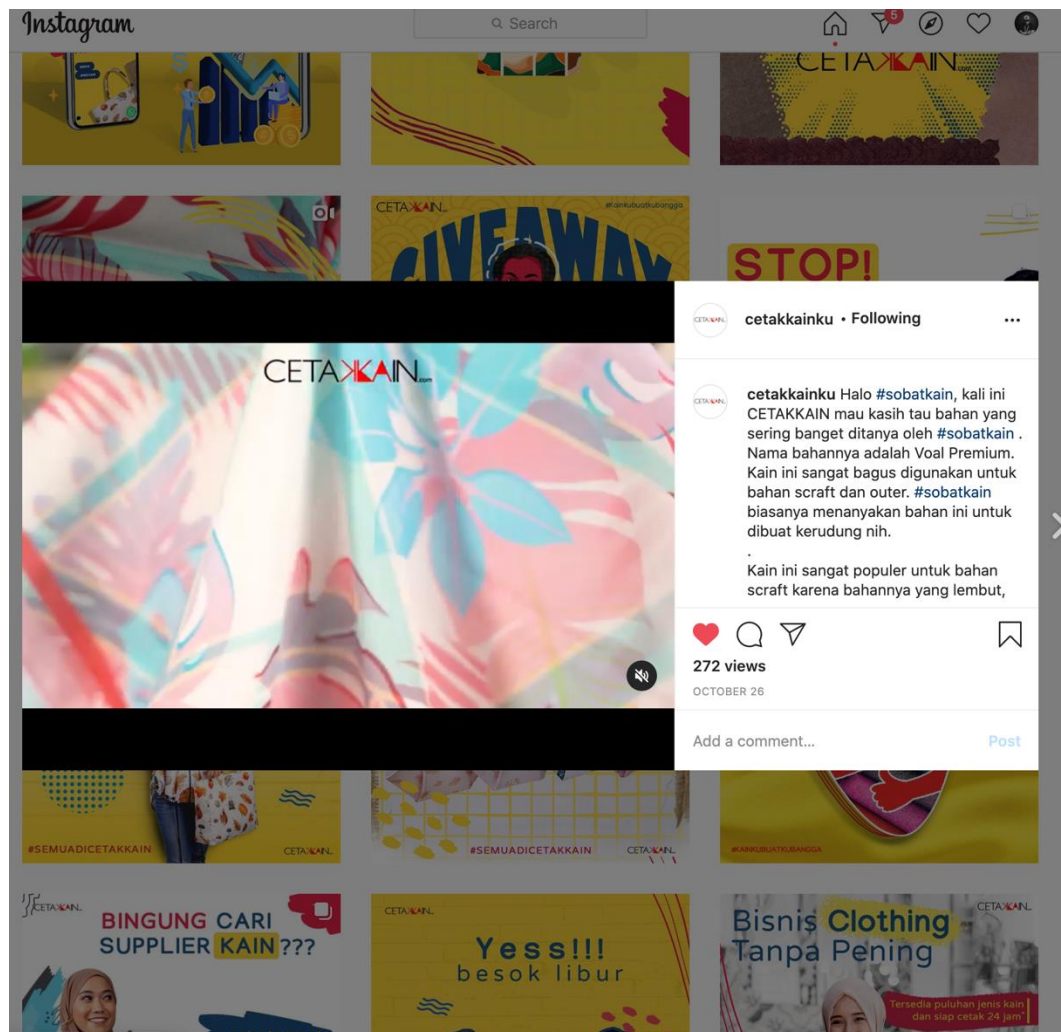 Instagram
Search
5
CETAKKAIN
CETAKKAIN
#Kainkubuatkubangga
GIVEAWAY
STOP!
CETAKKAIN.com
cetakkainku • Following
cetakkainku Halo #sobatkain, kali ini
CETAKKAIN mau kasih tau bahan yang
sering banget ditanya oleh #sobatkain .
Nama bahannya adalah Voal Premium.
Kain ini sangat bagus digunakan untuk
bahan scraft dan outer. #sobatkain
biasanya menanyakan bahan ini untuk
dibuat kerudung nih.
.
Kain ini sangat populer untuk bahan
scraft karena bahannya yang lembut,
272 views
OCTOBER 26
Add a comment...
Post
#SEMUADICETAKKAIN
CETAKKAIN
#SEMUADICETAKKAIN
CETAKKAIN
#KAINKUBUATKUBANGGA
CETAKKAIN
BINGUNG CARI
SUPPLIER KAIN???
CETAKKAIN
Yess!!!
besok libur
CETAKKAIN
Bisnis Clothing
Tanpa Pening
Tersedia puluhan jenis kain
dan siap cetak 24 jam*